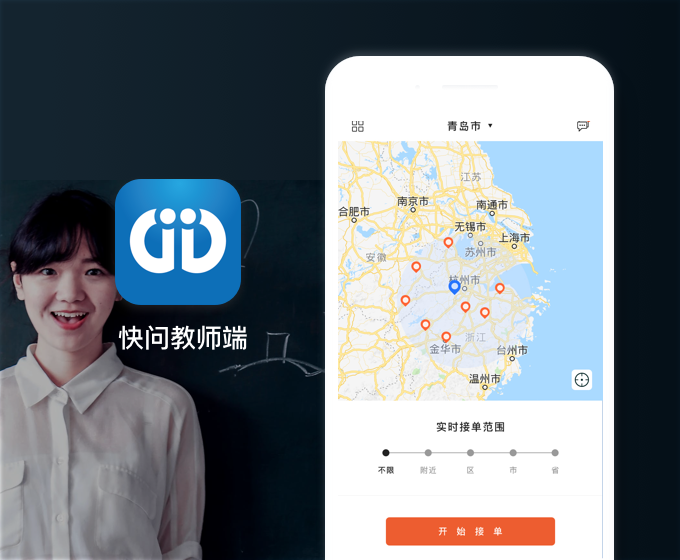 快问教师端
青岛市
江苏
南京市
南通市
合肥市
无锡市
上海市
苏州市
安徽
杭州市
浙江
金华市
台州市
温州市
实时接单范围
不限 附近 区 市 省
开始接单